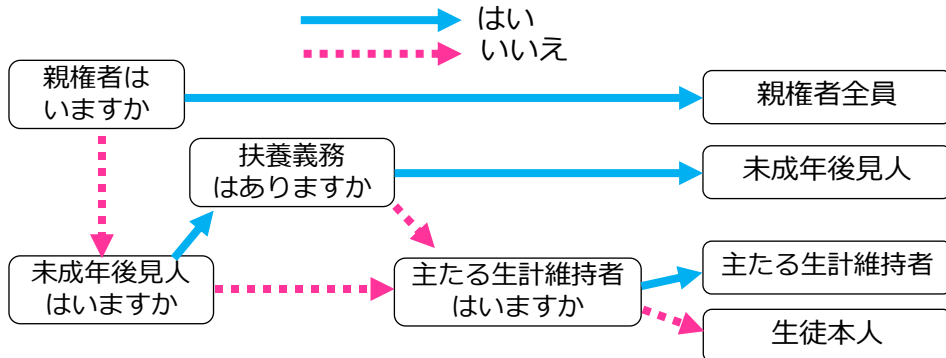 はい
いいえ
親権者は
いますか
親権者全員
扶養義務
はありますか
未成年後見人
未成年後見人
はいますか
主たる生計維持者
はいますか
主たる生計維持者
生徒本人